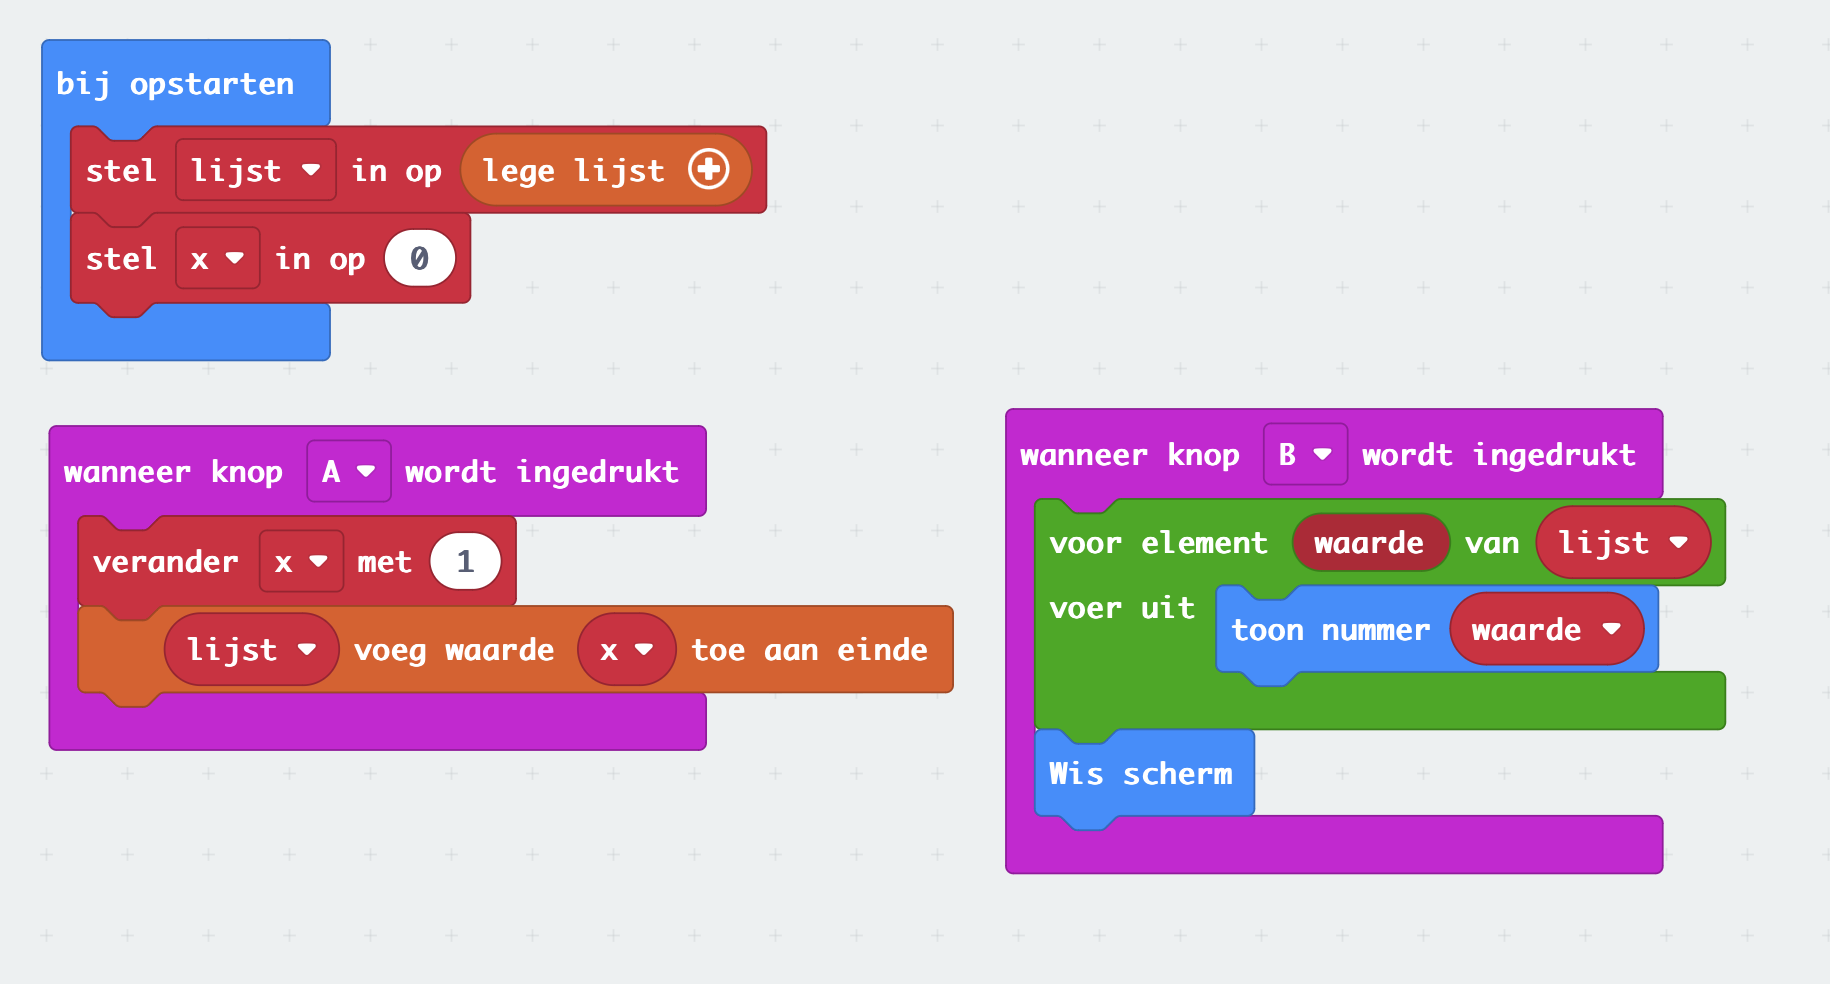 bij opstarten
stel lijst in op lege lijst
stel x in op 0
wanneer knop A wordt ingedrukt
verander x met 1
lijst voeg waarde x toe aan einde
wanneer knop B wordt ingedrukt
voor element waarde van lijst
voer uit toon nummer waarde
Wis scherm